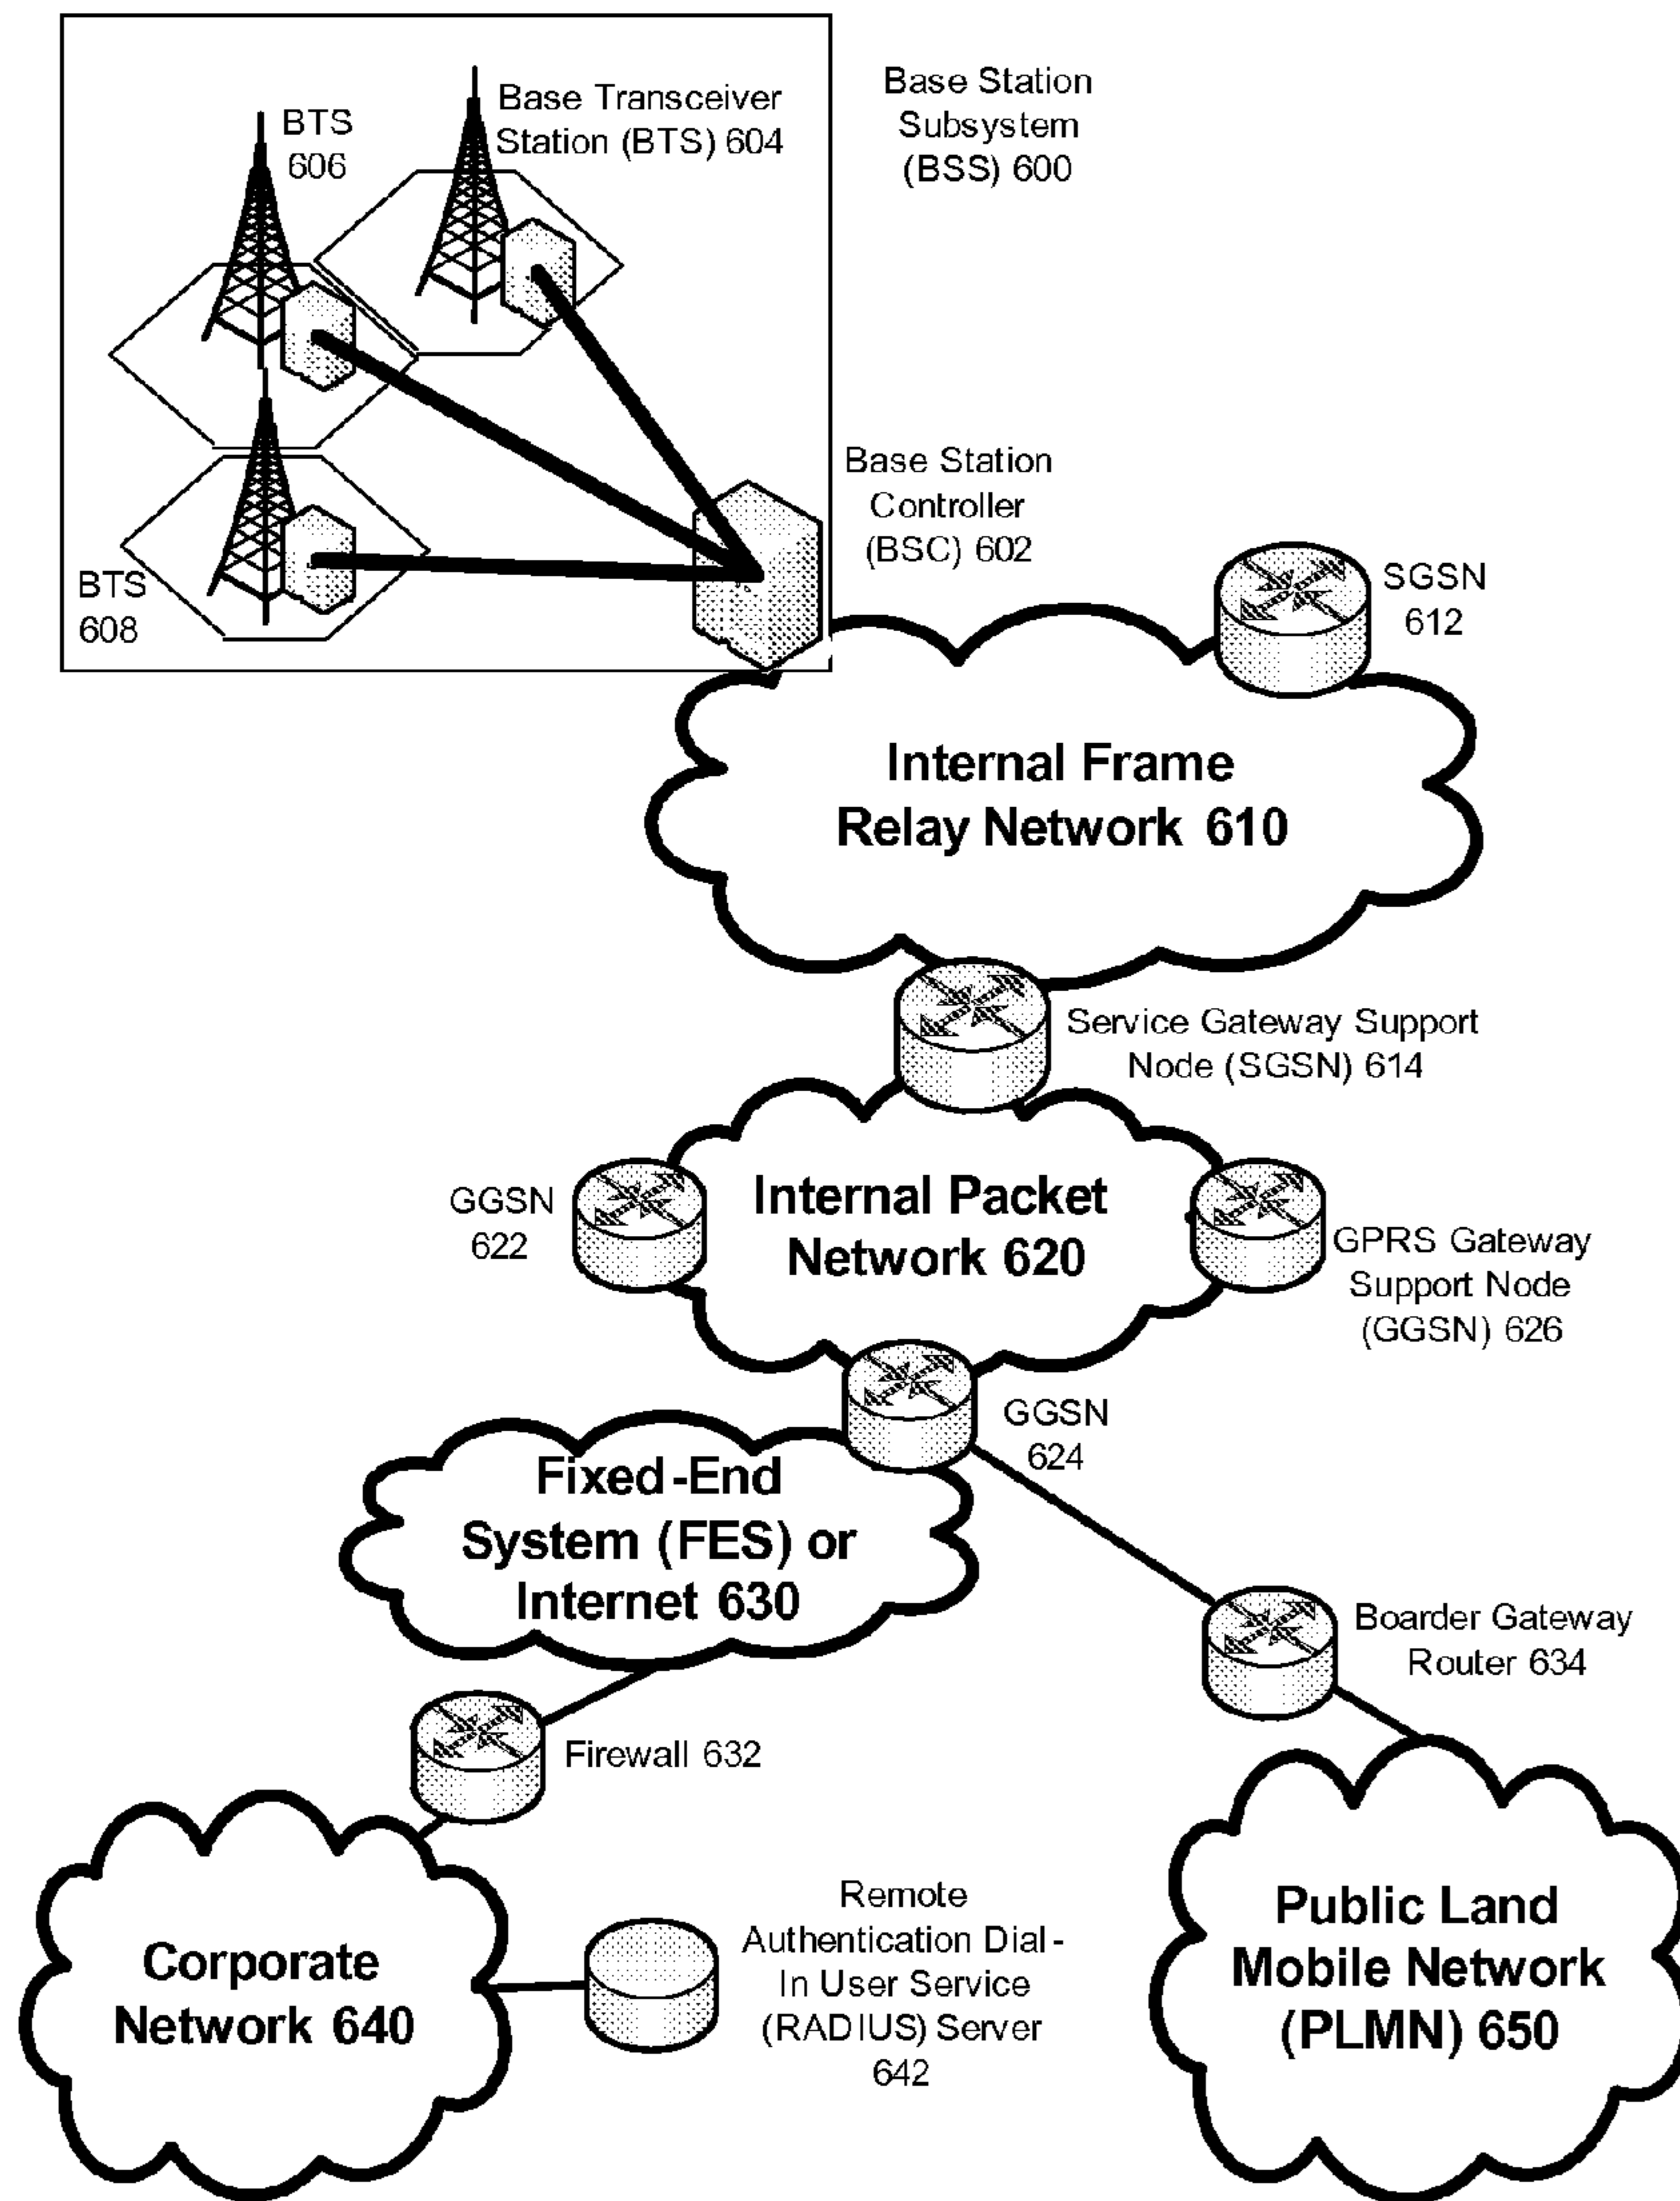 BTS
606
Base Transceiver
Station (BTS) 604
Base Station
Subsystem
(BSS) 600
BTS
608
Base Station
Controller
(BSC) 602
SGSN
612
Internal Frame
Relay Network 610
Service Gateway Support
Node (SGSN) 614
GGSN
622
Internal Packet
Network 620
GPRS Gateway
Support Node
(GGSN) 626
GGSN
624
Fixed-End
System (FES) or
Internet 630
Boarder Gateway
Router 634
Firewall 632
Corporate
Network 640
Remote
Authentication Dial-
In User Service
(RADIUS) Server
642
Public Land
Mobile Network
(PLMN) 650